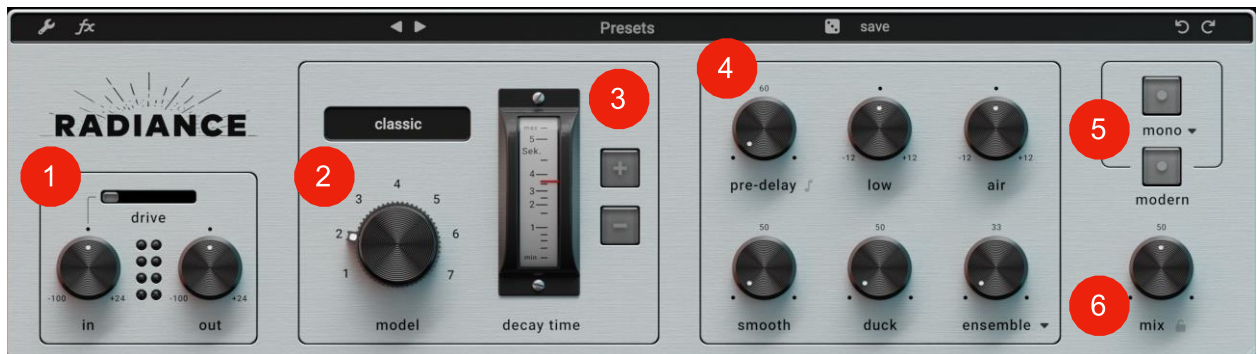 fx
Presets
save
RADIANCE
1
drive
-100
+24
-100
+24
in
out
classic
2
1
2
3
4
5
6
7
model
3
max
5
Sek.
4
3
2
1
min
decay time
+
-
4
60
pre-delay
-12
+12
low
-12
+12
air
50
smooth
50
duck
33
ensemble
5
mono
modern
50
6
mix